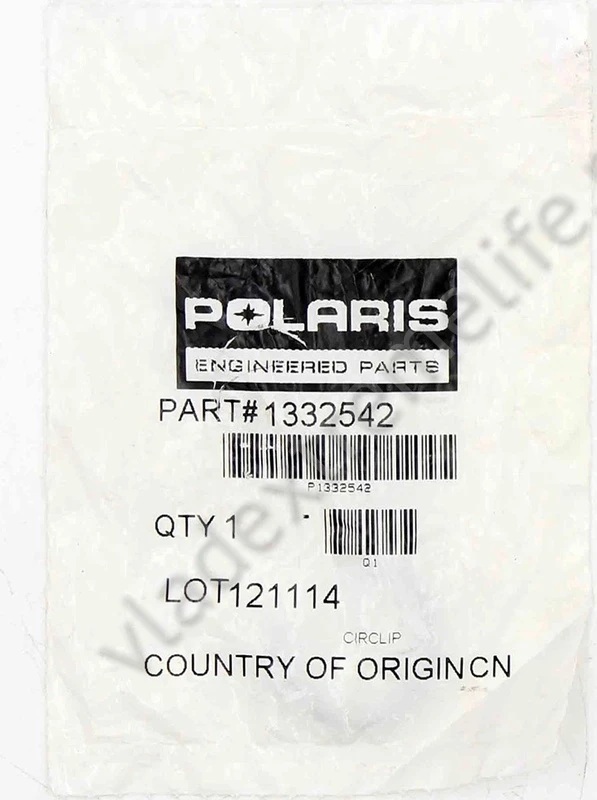 POLARIS
ENGINEERED PARTS
PART#1332542
P1332542
QTY 1 -
Q1
LOT121114
CIRCLIP
COUNTRY OF ORIGINCN